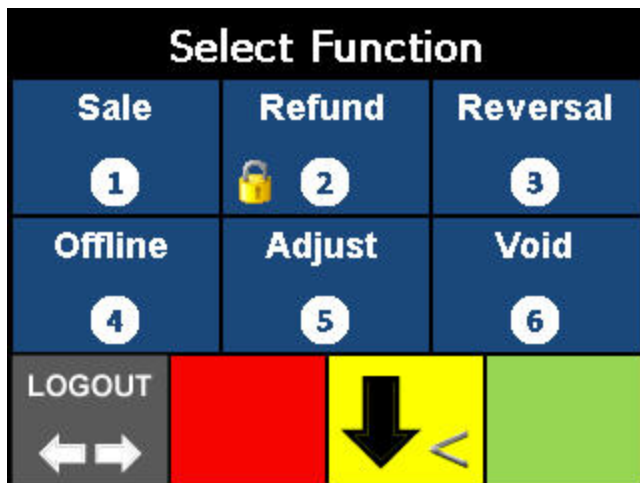 Select Function
Sale Refund Reversal
1 2 3
Offline Adjust Void
4 5 6
LOGOUT
<